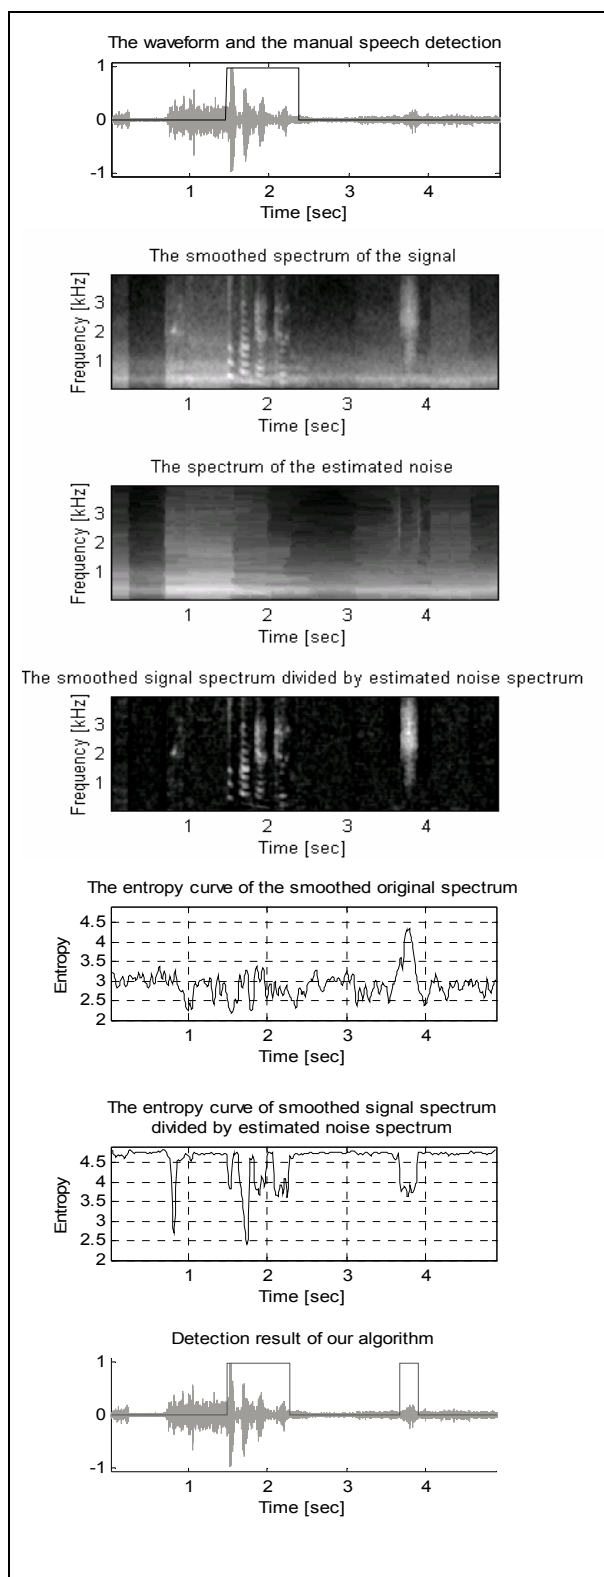 The waveform and the manual speech detection
1
0
-1
1 2 3 4
Time [sec]
The smoothed spectrum of the signal
Frequency [kHz]
3
2
1
1 2 3 4
Time [sec]
The spectrum of the estimated noise
Frequency [kHz]
3
2
1
1 2 3 4
Time [sec]
The smoothed signal spectrum divided by estimated noise spectrum
Frequency [kHz]
3
2
1
1 2 3 4
Time [sec]
The entropy curve of the smoothed original spectrum
Entropy
4.5
4
3.5
3
2.5
2
1 2 3 4
Time [sec]
The entropy curve of smoothed signal spectrum
divided by estimated noise spectrum
Entropy
4.5
4
3.5
3
2.5
2
1 2 3 4
Time [sec]
Detection result of our algorithm
1
0
-1
1 2 3 4
Time [sec]